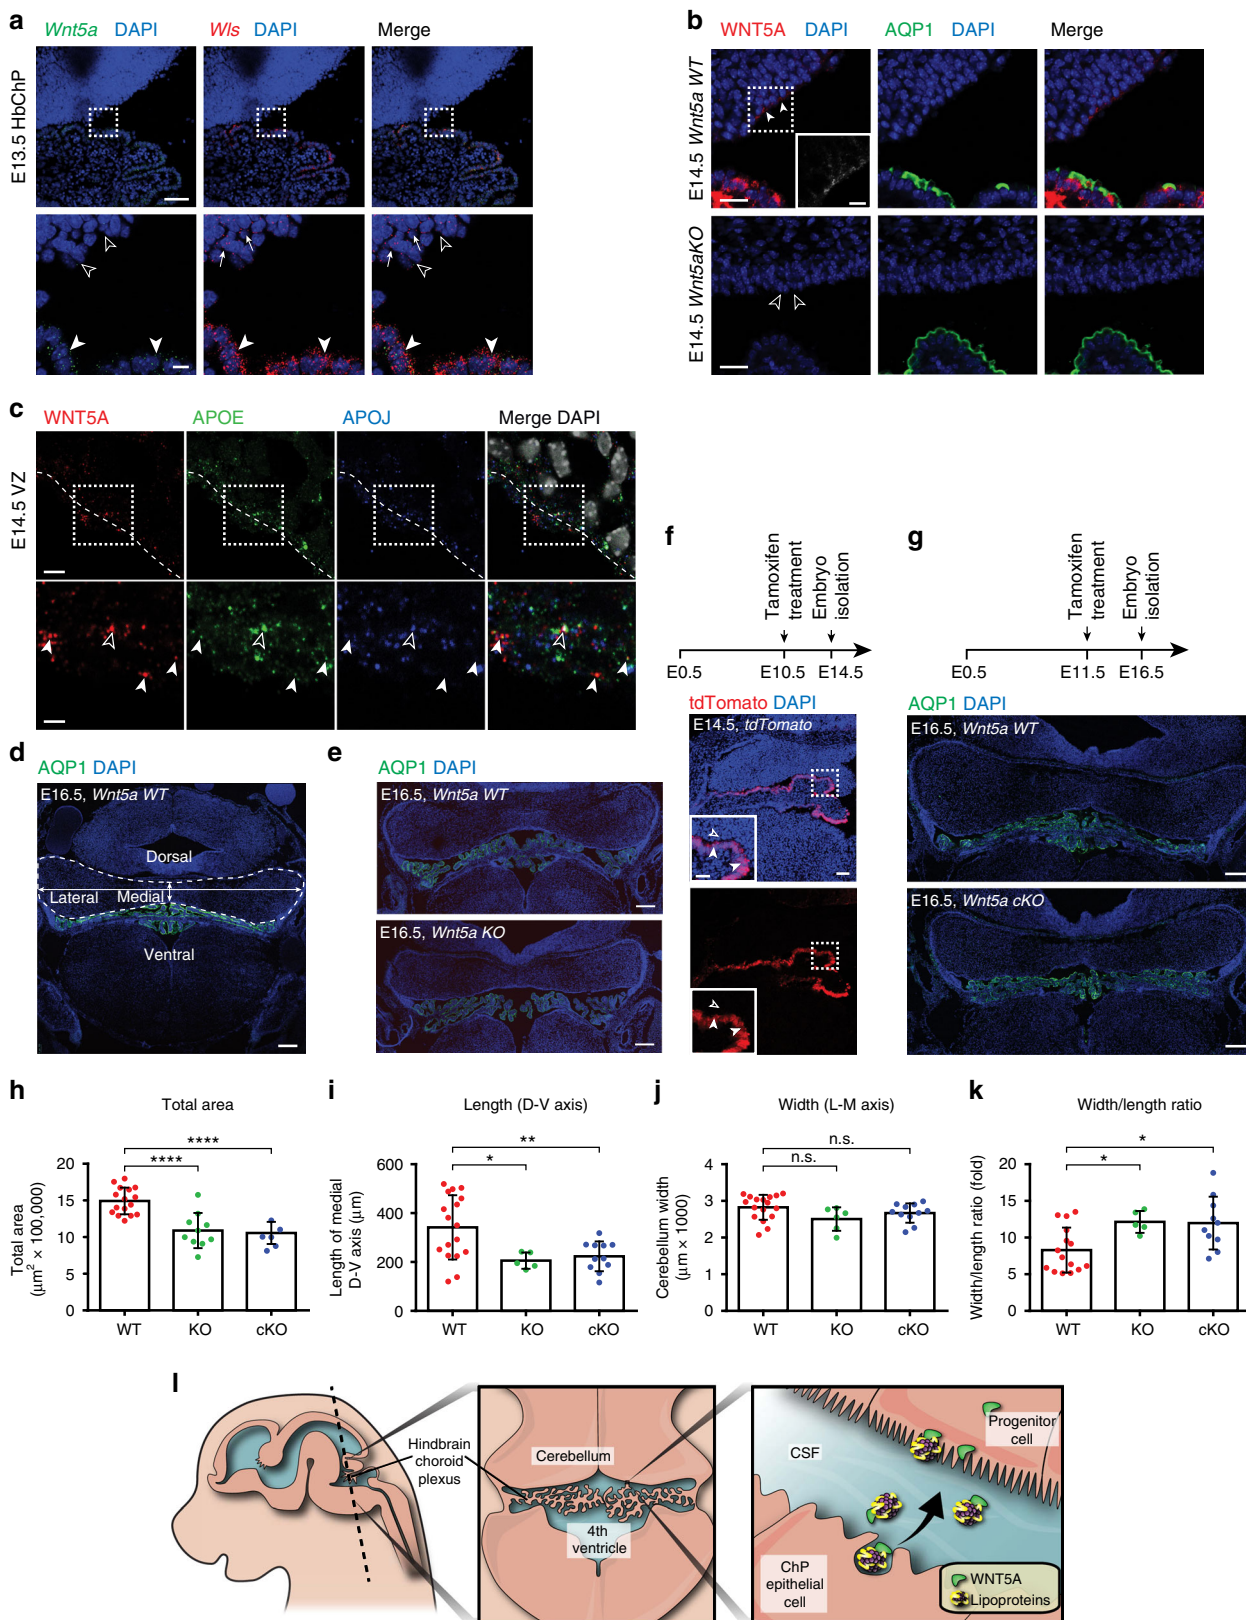 a
Wnt5a DAPI
Wls DAPI
Merge
E13.5 HbChP
b
WNT5A DAPI
AQP1 DAPI
Merge
E14.5 Wnt5a WT
E14.5 Wnt5aKO
c
WNT5A
APOE
APOJ
Merge DAPI
E14.5 VZ
d
AQP1 DAPI
E16.5, Wnt5a WT
Dorsal
Lateral
Medial
Ventral
e
AQP1 DAPI
E16.5, Wnt5a WT
E16.5, Wnt5a KO
f
Tamoxifen
treatment
Embryo
isolation
E0.5
E10.5
E14.5
tdTomato DAPI
E14.5, tdTomato
g
Tamoxifen
treatment
Embryo
isolation
E0.5
E11.5
E16.5
AQP1 DAPI
E16.5, Wnt5a WT
E16.5, Wnt5a cKO
h
Total area
****
****
Total area
(μm² × 100,000)
20
15
10
5
0
WT
KO
cKO
i
Length (D-V axis)
**
*
Length of medial
D-V axis (μm)
600
400
200
0
WT
KO
cKO
j
Width (L-M axis)
n.s.
n.s.
Cerebellum width
(μm × 1000)
4
3
2
1
0
WT
KO
cKO
k
Width/length ratio
*
*
Width/length ratio (fold)
20
15
10
5
0
WT
KO
cKO
l
Hindbrain
choroid
plexus
Cerebellum
4th
ventricle
CSF
Progenitor
cell
ChP
epithelial
cell
WNT5A
Lipoproteins